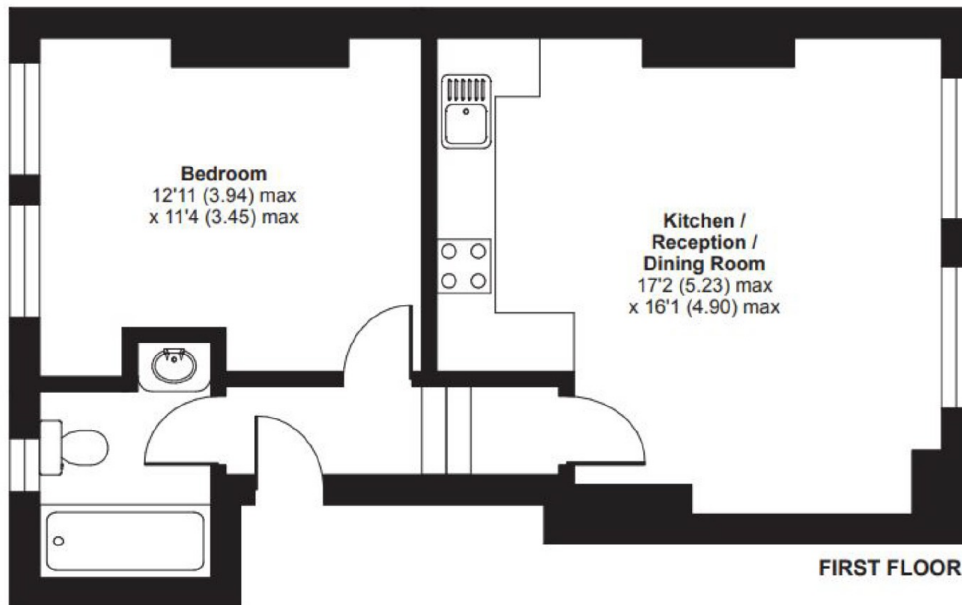 Bedroom
12'11 (3.94) max
x 11'4 (3.45) max
Kitchen /
Reception /
Dining Room
17'2 (5.23) max
x 16'1 (4.90) max
FIRST FLOOR